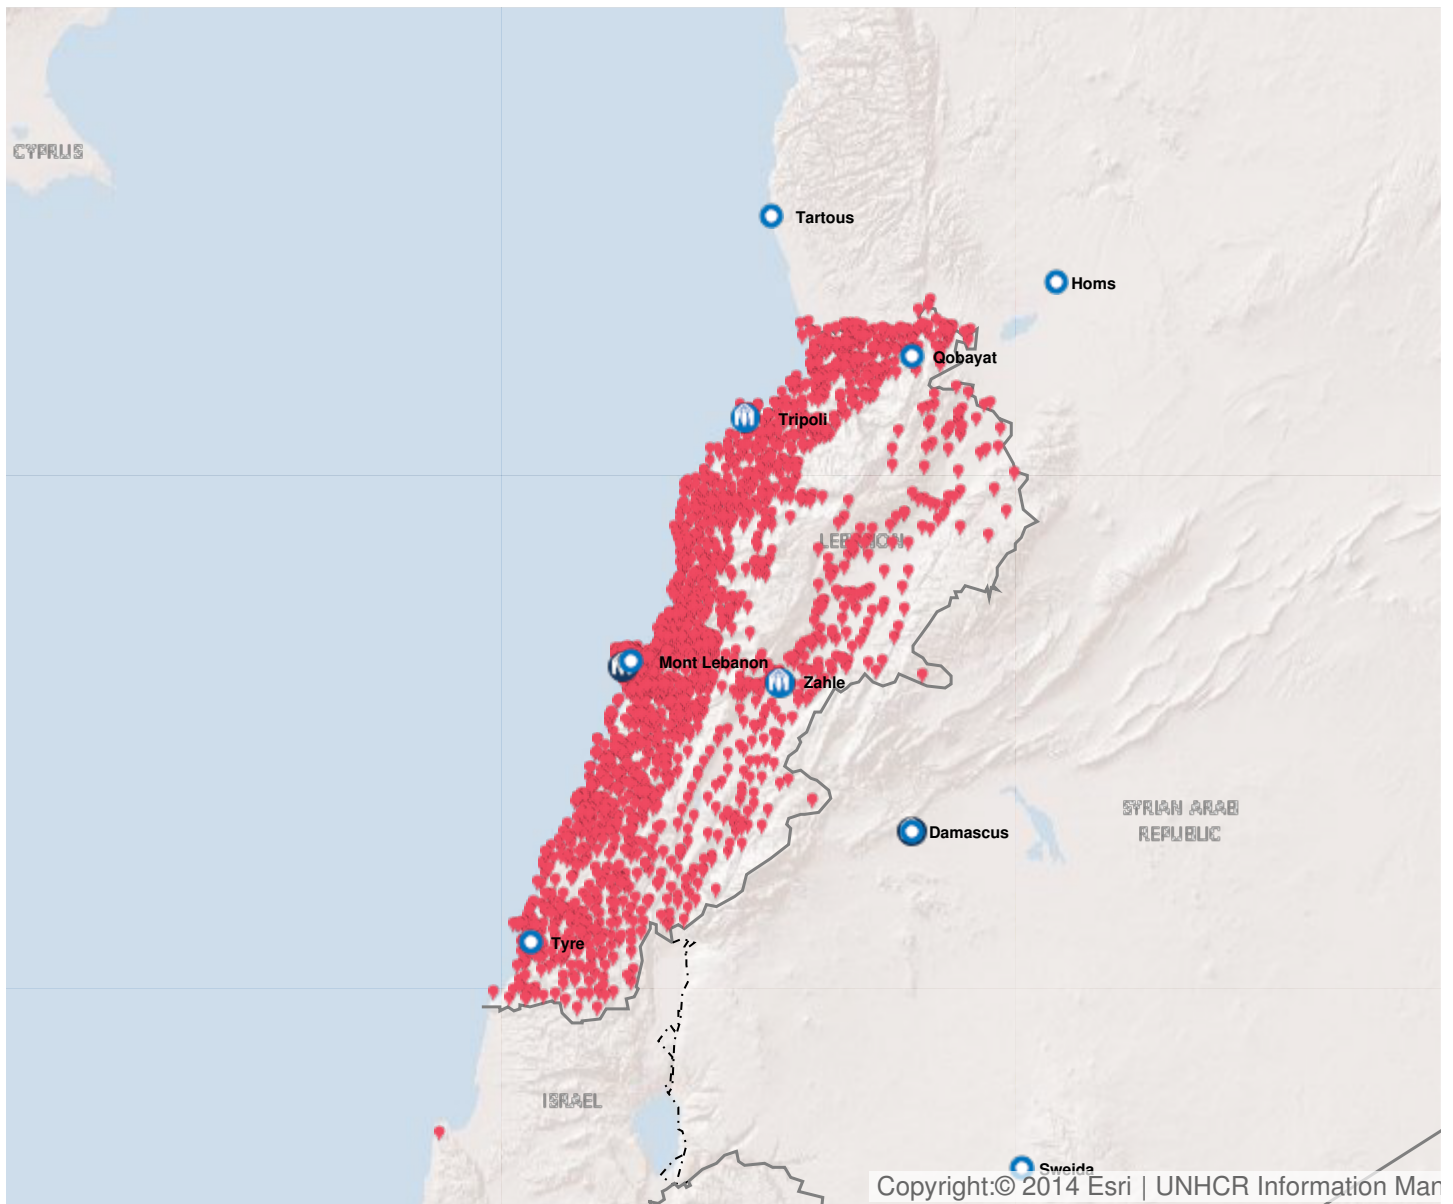 CYPRUS
Tartous
Homs
Qobayat
Tripoli
LEBANON
Mont Lebanon
Zahle
SYRIAN ARAB
REPUBLIC
Damascus
Tyre
ISRAEL
Sweida
Copyright:© 2014 Esri | UNHCR Information Man